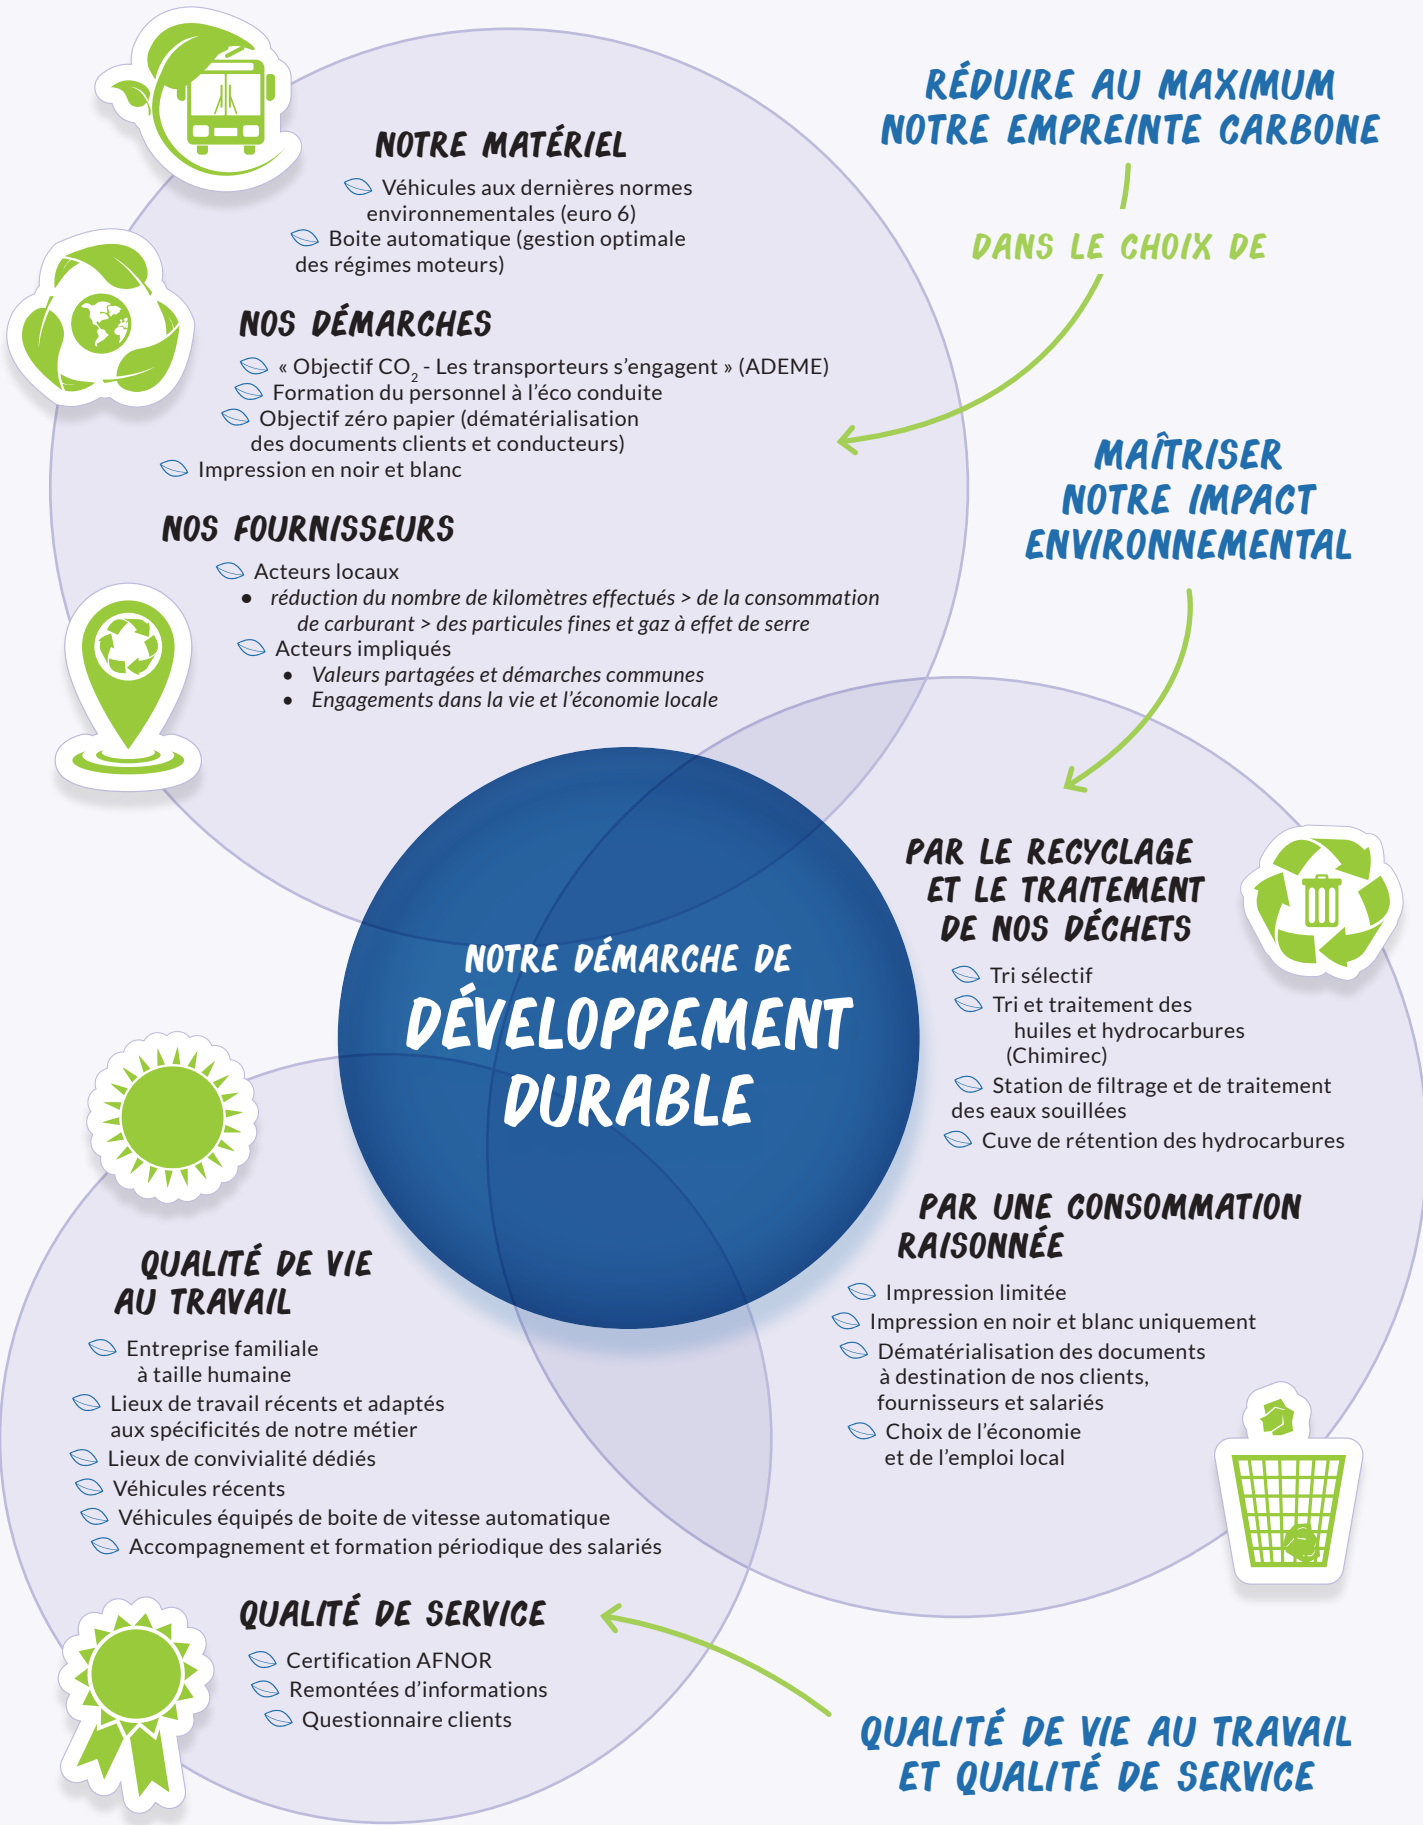 RÉDUIRE AU MAXIMUM
NOTRE EMPREINTE CARBONE
DANS LE CHOIX DE
NOTRE MATÉRIEL
Véhicules aux dernières normes
environnementales (euro 6)
Boite automatique (gestion optimale
des régimes moteurs)
NOS DÉMARCHES
« Objectif CO₂ - Les transporteurs s’engagent » (ADEME)
Formation du personnel à l’éco conduite
Objectif zéro papier (dématérialisation
des documents clients et conducteurs)
Impression en noir et blanc
NOS FOURNISSEURS
Acteurs locaux
• réduction du nombre de kilomètres effectués > de la consommation
de carburant > des particules fines et gaz à effet de serre
Acteurs impliqués
• Valeurs partagées et démarches communes
• Engagements dans la vie et l’économie locale
MAÎTRISER
NOTRE IMPACT
ENVIRONNEMENTAL
PAR LE RECYCLAGE
ET LE TRAITEMENT
DE NOS DÉCHETS
Tri sélectif
Tri et traitement des
huiles et hydrocarbures
(Chimirec)
Station de filtrage et de traitement
des eaux souillées
Cuve de rétention des hydrocarbures
PAR UNE CONSOMMATION
RAISONNÉE
Impression limitée
Impression en noir et blanc uniquement
Dématérialisation des documents
à destination de nos clients,
fournisseurs et salariés
Choix de l’économie
et de l’emploi local
NOTRE DÉMARCHE DE
DÉVELOPPEMENT
DURABLE
QUALITÉ DE VIE
AU TRAVAIL
Entreprise familiale
à taille humaine
Lieux de travail récents et adaptés
aux spécificités de notre métier
Lieux de convivialité dédiés
Véhicules récents
Véhicules équipés de boite de vitesse automatique
Accompagnement et formation périodique des salariés
QUALITÉ DE SERVICE
Certification AFNOR
Remontées d’informations
Questionnaire clients
QUALITÉ DE VIE AU TRAVAIL
ET QUALITÉ DE SERVICE